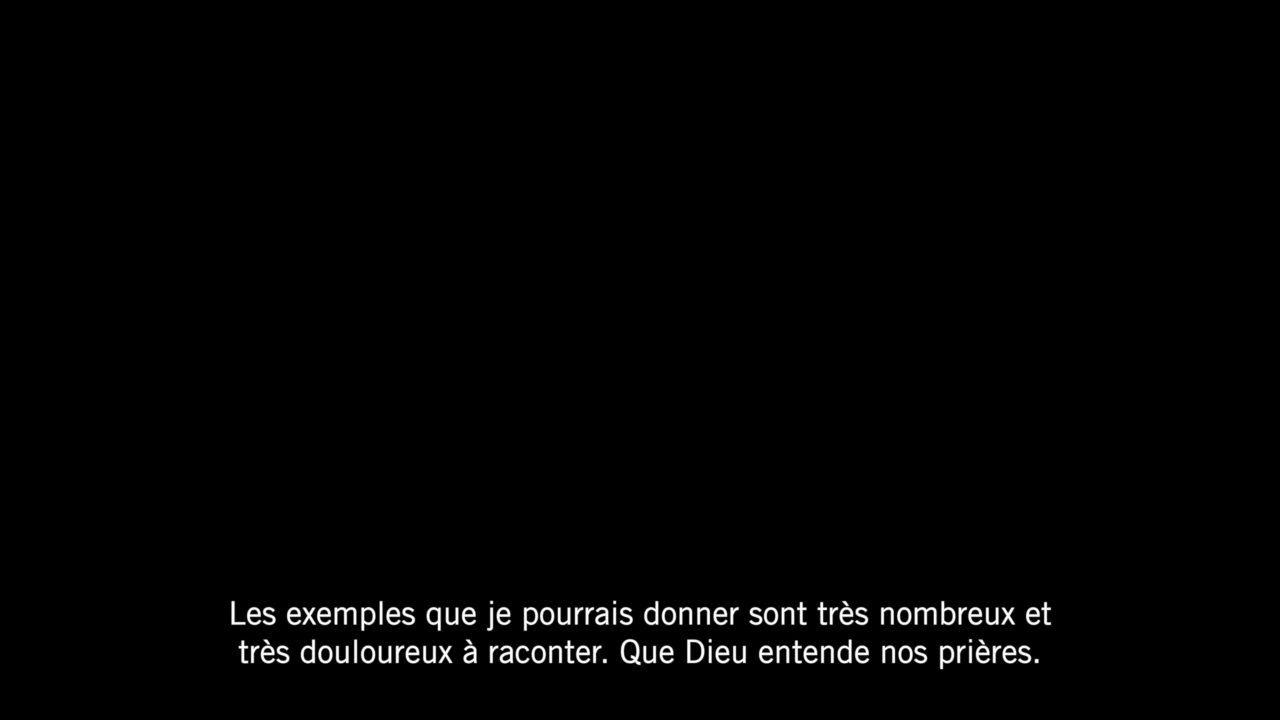 Les exemples que je pourrais donner sont très nombreux et
très douloureux à raconter. Que Dieu entende nos prières.